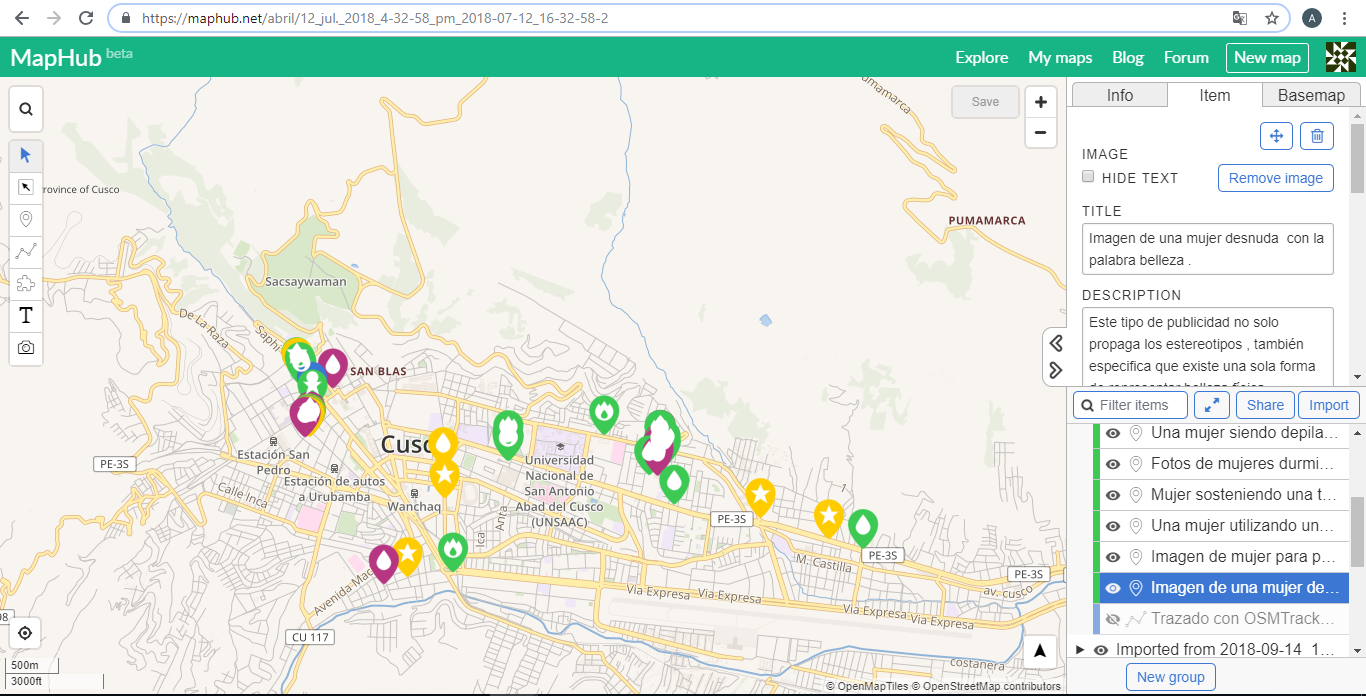 https://maphub.net/abril/12_jul._2018_4-32-58_pm_2018-07-12_16-32-58-2
A
MapHub beta
Explore My maps Blog Forum New map
Info Item Basemap
Save
+
−
IMAGE
HIDE TEXT Remove image
TITLE
Imagen de una mujer desnuda con la
palabra belleza .
DESCRIPTION
Este tipo de publicidad no solo
propaga los estereotipos , también
especifica que existe una sola forma
de representar belleza física
Filter items Share Import
Una mujer siendo depila...
Fotos de mujeres durmi...
Mujer sosteniendo una t...
Una mujer utilizando un...
Imagen de mujer para p...
Imagen de una mujer de...
Trazado con OSMTrack...
Imported from 2018-09-14 1...
New group
T
rovince of Cusco
Pumamarca
PUMAMARCA
Sacsaywaman
De La Raza
Saphi
SAN BLAS
Cusc
Estación San
Pedro
Estación de autos
a Urubamba
PE-3S
Calle Inca
Wanchaq
Ica
Anta
Universidad
Nacional de
San Antonio
Abad del Cusco
(UNSAAC)
PE-3S
PE-3S
M. Castilla
PE-3S
av. cusco
Avenida Mac
Via Expresa
Via Expresa
Via Expresa
Via Expresa
CU 117
08
costanera
500m
3000ft
© OpenMapTiles © OpenStreetMap contributors